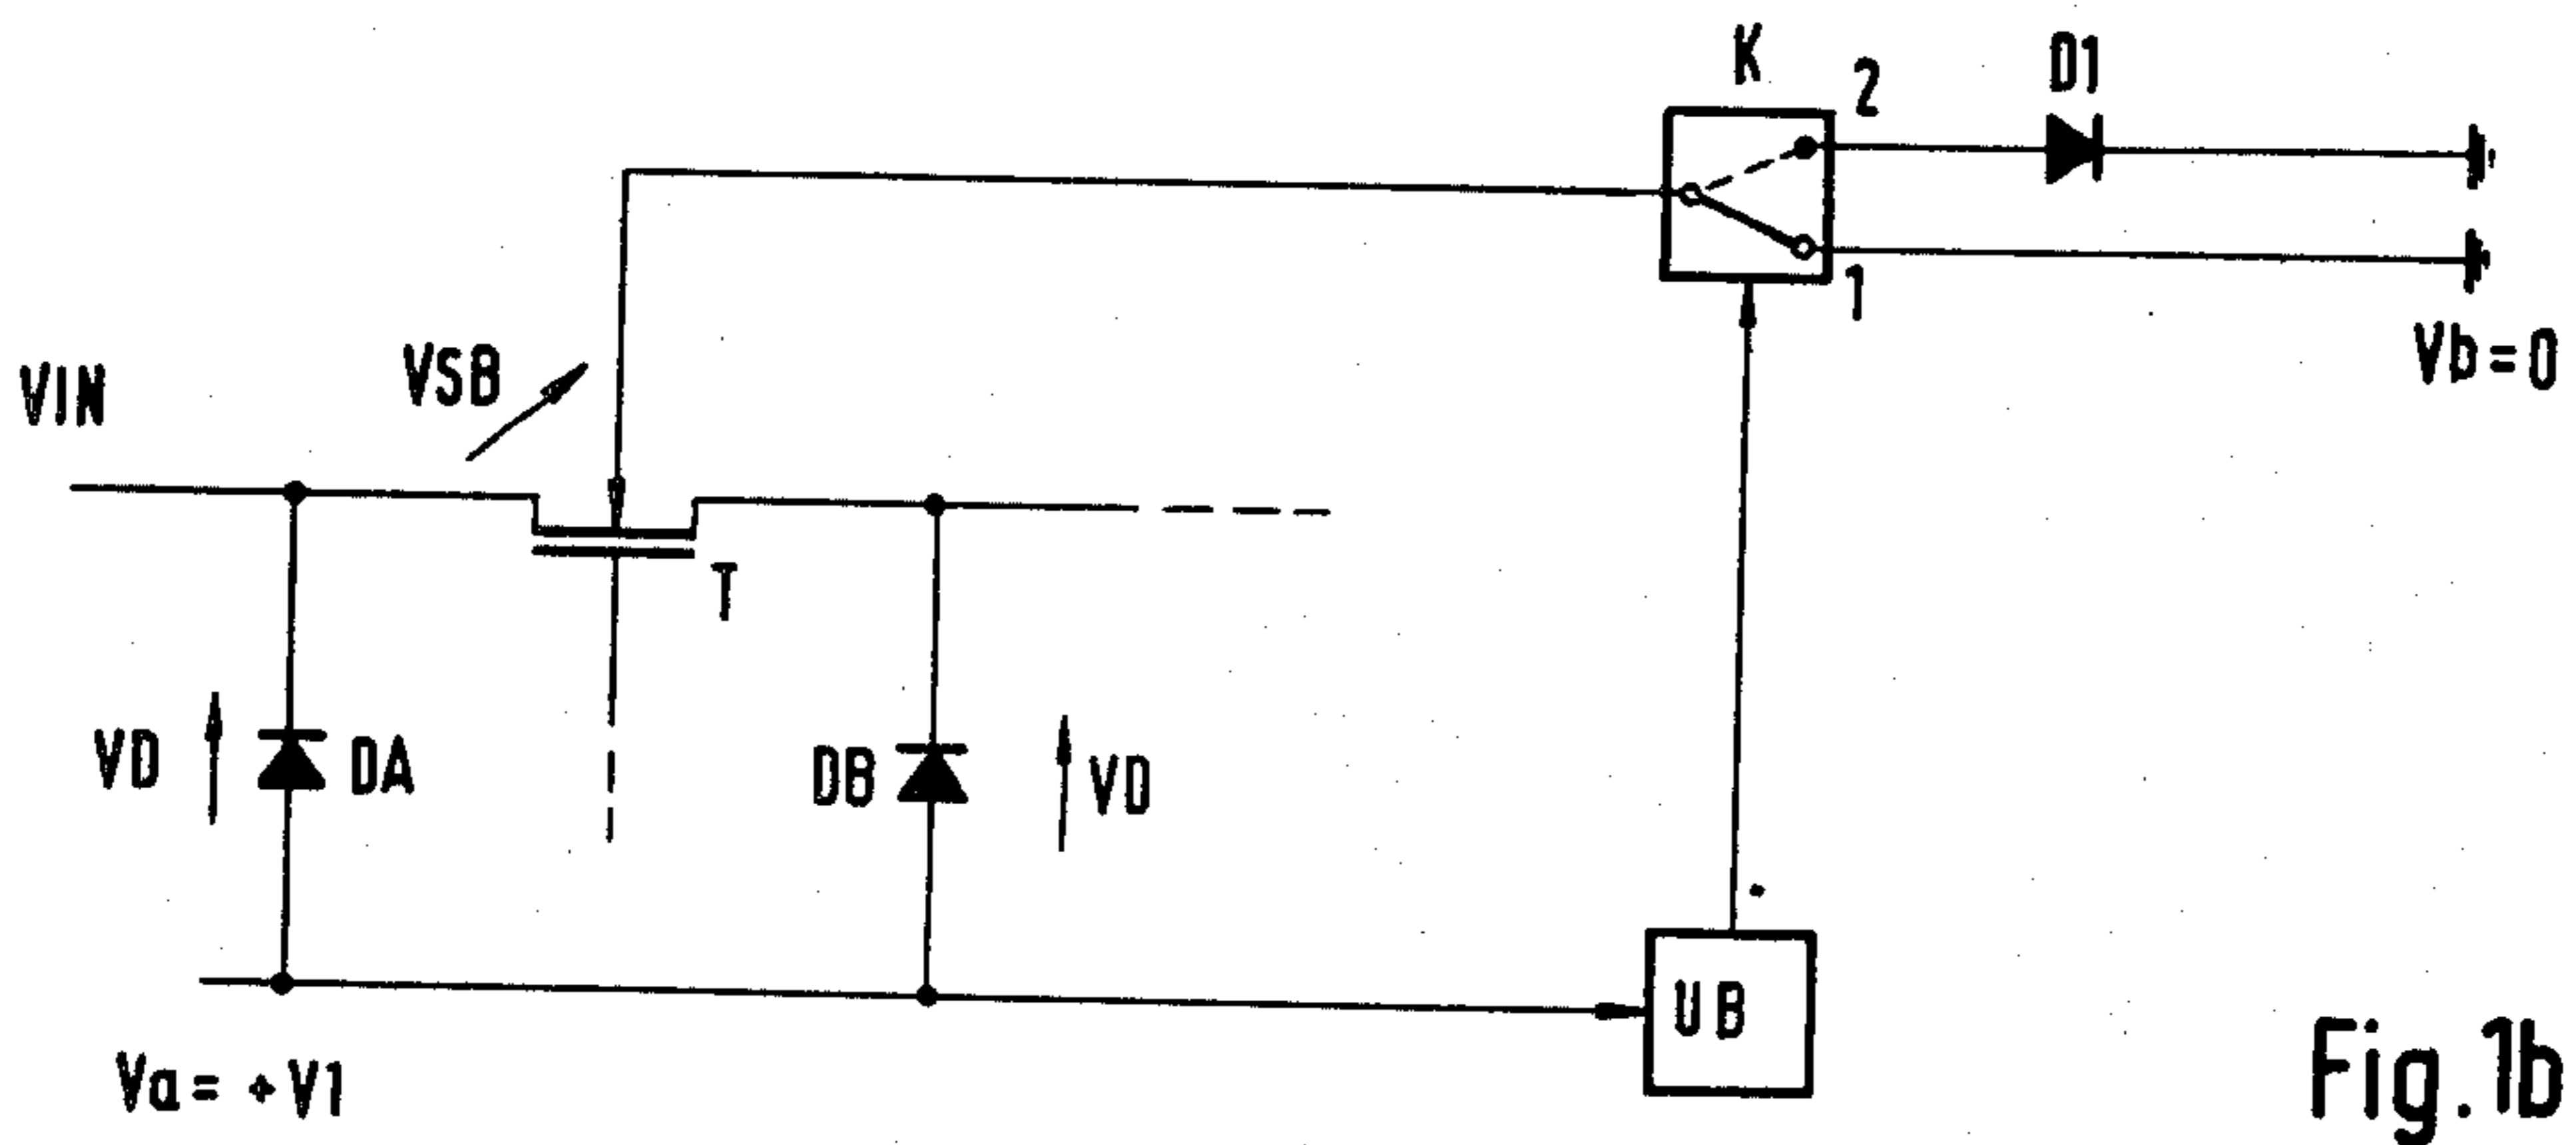 K
2
D1
1
Vb=0
VSB
VIN
T
VD
DA
DB
VD
UB
Va= +V1
Fig.1b